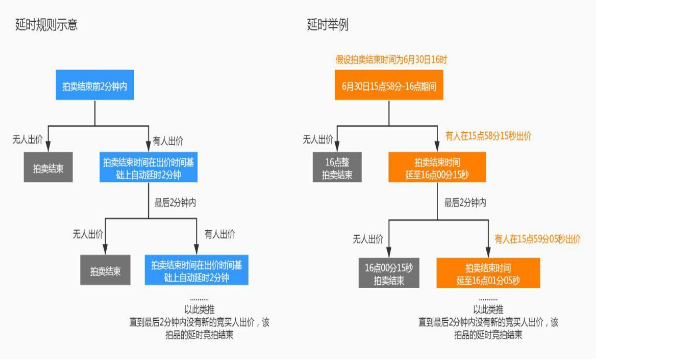 延时规则示意
拍卖结束前2分钟内
无人出价
有人出价
拍卖结束
拍卖结束时间在出价时间基
础上自动延时2分钟
最后2分钟内
无人出价
有人出价
拍卖结束
拍卖结束时间在出价时间基
础上自动延时2分钟
..........
以此类推
直到最后2分钟内没有新的竞买人出价，该
拍品的延时竞拍结束
延时举例
假设拍卖结束时间为6月30日16时
6月30日15点58分-16点期间
无人出价
有人在15点58分15秒出价
16点整
拍卖结束
拍卖结束时间
延至16点00分15秒
最后2分钟内
无人出价
有人在15点59分05秒出价
16点00分15秒
拍卖结束
拍卖结束时间
延至16点01分05秒
..........
以此类推
直到最后2分钟内没有新的竞买人出价，该
拍品的延时竞拍结束